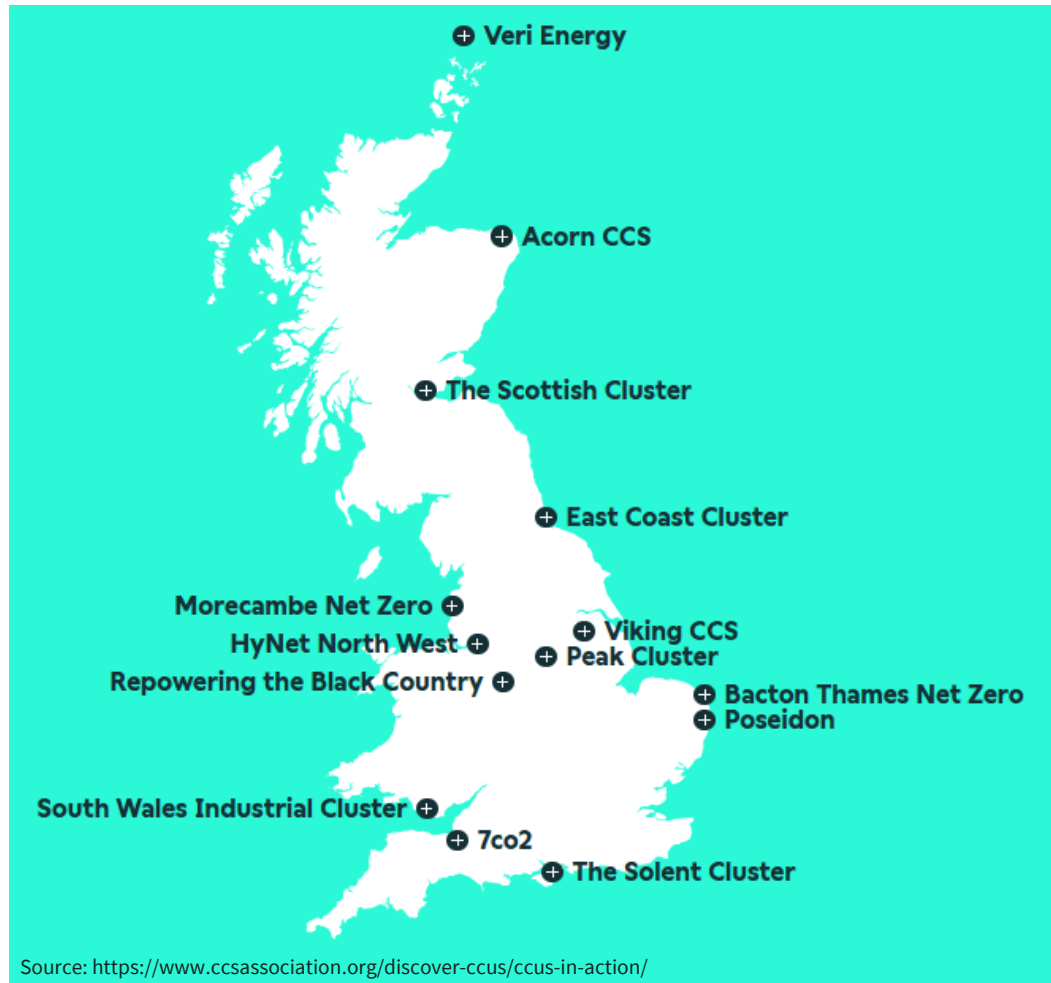 Veri Energy
Acorn CCS
The Scottish Cluster
East Coast Cluster
Morecambe Net Zero
Viking CCS
HyNet North West
Peak Cluster
Repowering the Black Country
Bacton Thames Net Zero
Poseidon
South Wales Industrial Cluster
7co2
The Solent Cluster
Source: https://www.ccsassociation.org/discover-ccus/ccus-in-action/